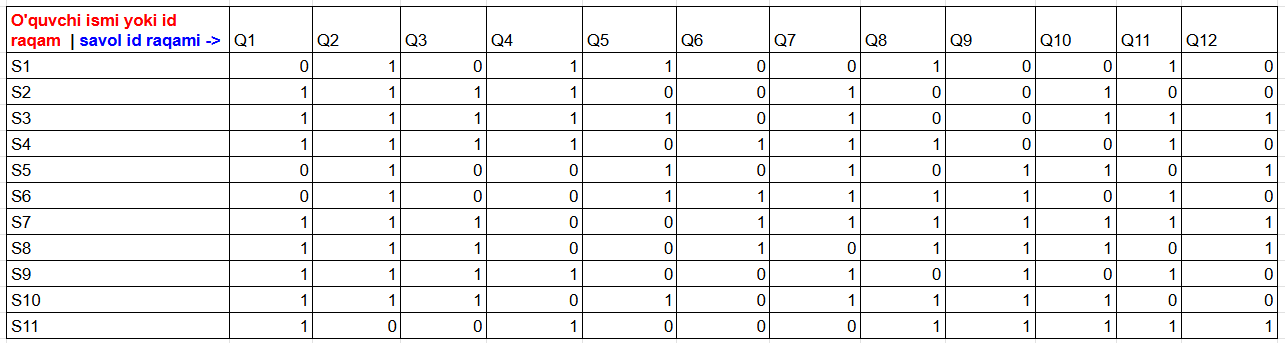 O'quvchi ismi yoki id
raqam | savol id raqami -> Q1 Q2 Q3 Q4 Q5 Q6 Q7 Q8 Q9 Q10 Q11 Q12
S1 0 1 0 1 1 0 0 1 0 0 1 0
S2 1 1 1 1 0 0 1 0 0 1 0 0
S3 1 1 1 1 1 0 1 0 0 1 1 1
S4 1 1 1 1 0 1 1 1 0 0 1 0
S5 0 1 0 0 1 0 1 0 1 1 0 1
S6 0 1 0 0 1 1 1 1 1 0 1 0
S7 1 1 1 0 0 1 1 1 1 1 1 1
S8 1 1 1 0 0 1 0 1 1 1 0 1
S9 1 1 1 1 0 0 1 0 1 0 1 0
S10 1 1 1 0 1 0 1 1 1 1 0 0
S11 1 0 0 1 0 0 0 1 1 1 1 1